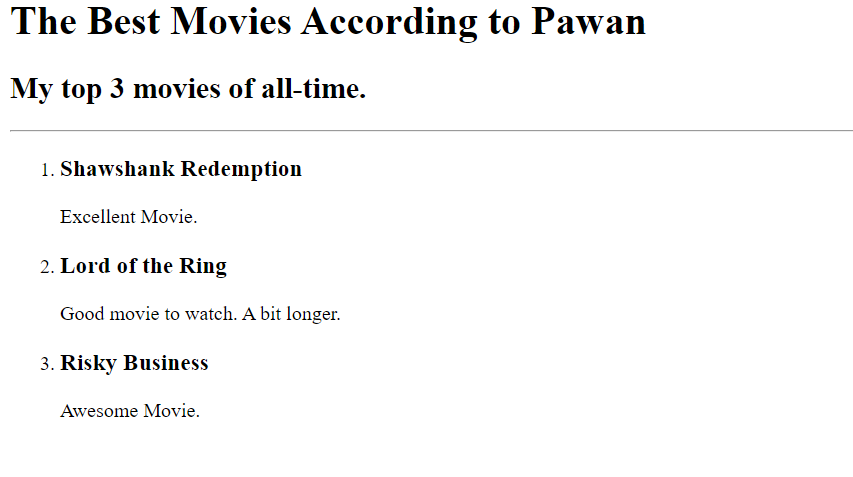 The Best Movies According to Pawan
My top 3 movies of all-time.
1. Shawshank Redemption
Excellent Movie.
2. Lord of the Ring
Good movie to watch. A bit longer.
3. Risky Business
Awesome Movie.